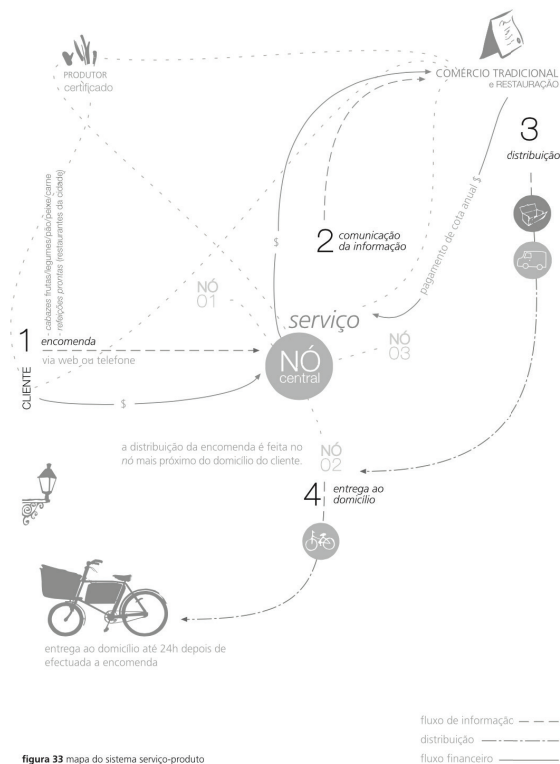 PRODUTOR
certificado
COMÉRCIO TRADICIONAL
e RESTAURAÇÃO
3
distribuição
cabazes frutas/legumes/pão/peixe/carne
refeições prontas (restaurantes da cidade)
$
2 comunicação
da informação
pagamento de cota anual $
NÓ
01
serviço
NÓ
central
NÓ
03
1 encomenda
via web ou telefone
CLIENTE
$
a distribuição da encomenda é feita no
nó mais próximo do domicílio do cliente.
NÓ
02
4 entrega ao
domicílio
entrega ao domicílio até 24h depois de
efectuada a encomenda
fluxo de informação
distribuição
fluxo financeiro
figura 33 mapa do sistema serviço-produto